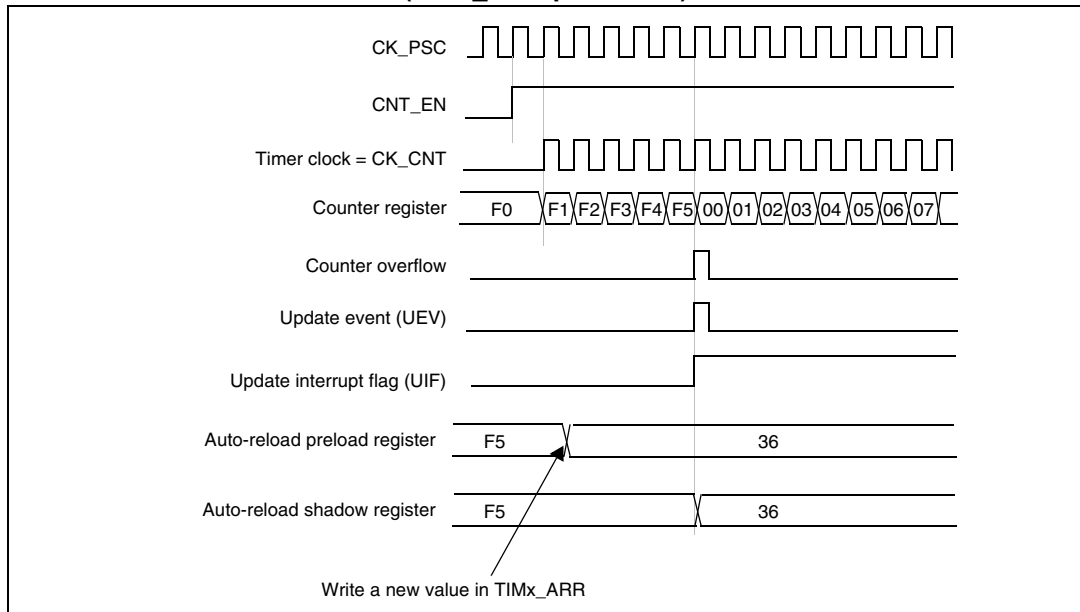 CK_PSC
CNT_EN
Timer clock = CK_CNT
Counter register F0 F1 F2 F3 F4 F5 00 01 02 03 04 05 06 07
Counter overflow
Update event (UEV)
Update interrupt flag (UIF)
Auto-reload preload register F5 36
Auto-reload shadow register F5 36
Write a new value in TIMx_ARR